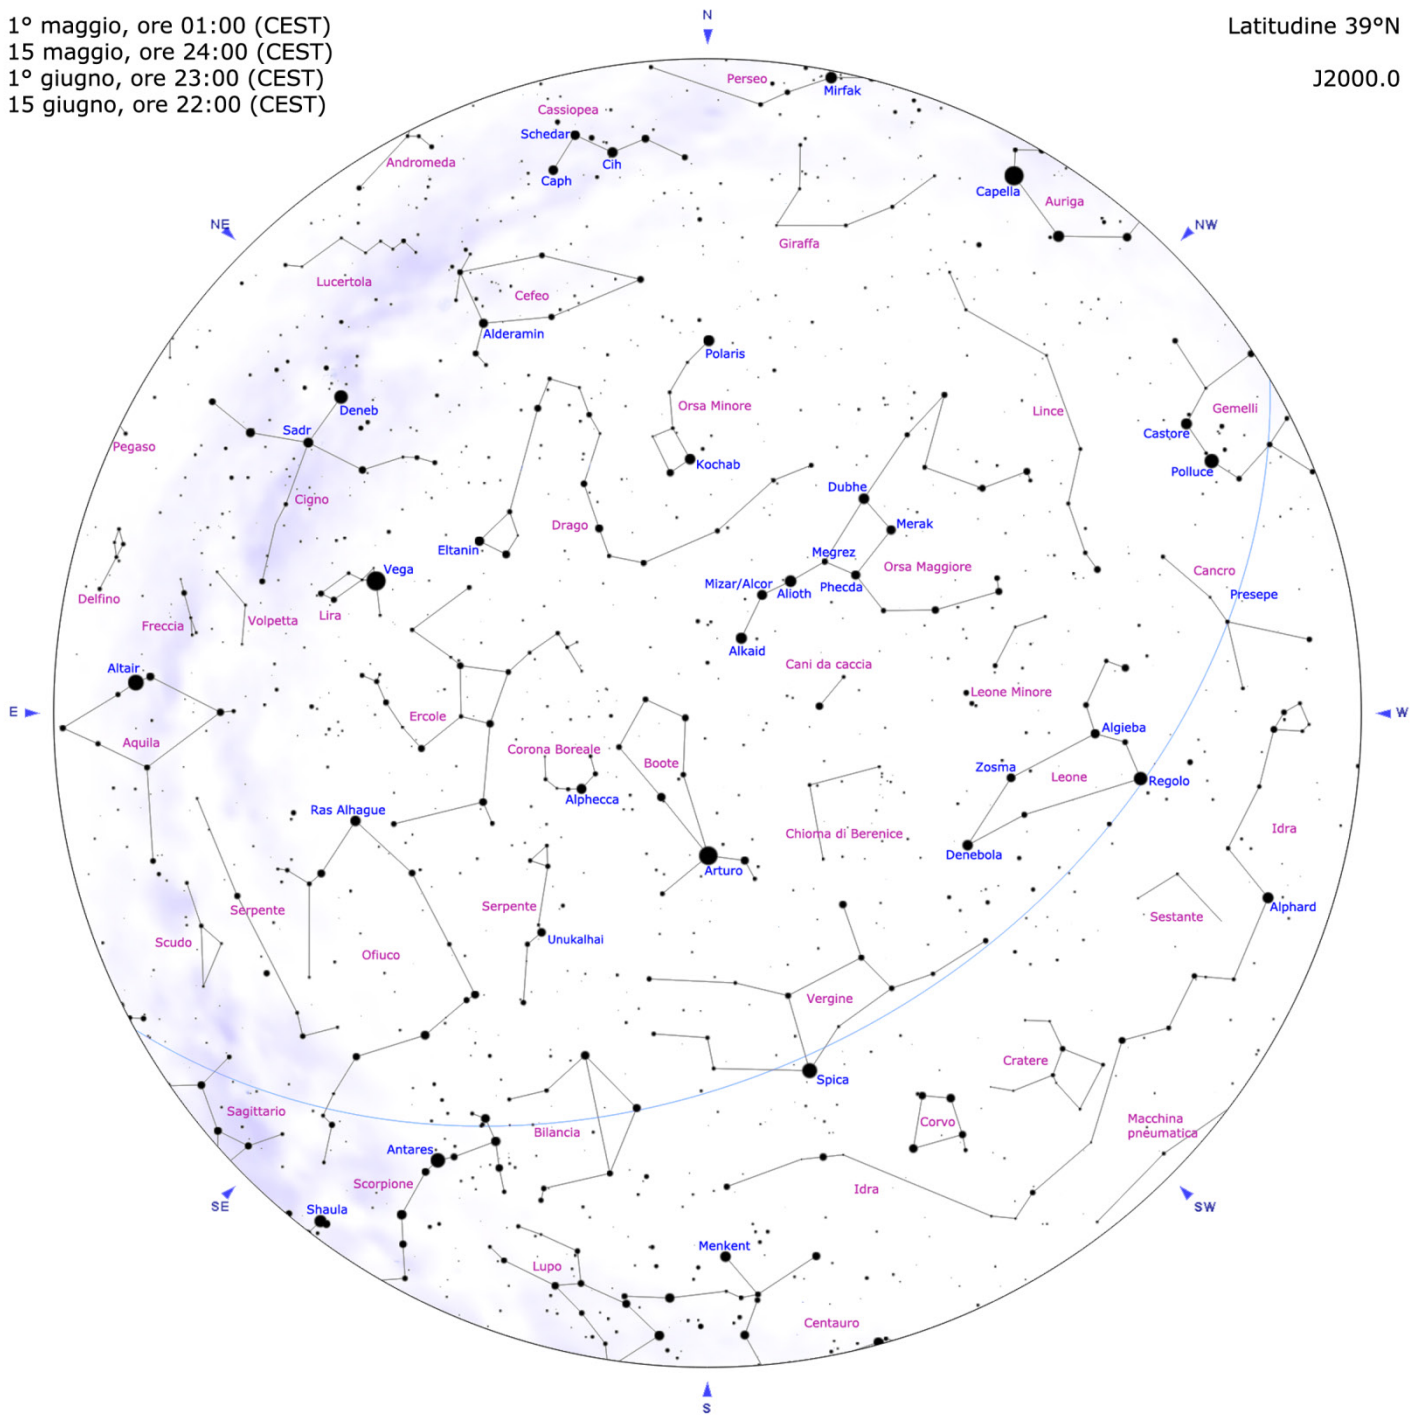 1° maggio, ore 01:00 (CEST)
15 maggio, ore 24:00 (CEST)
1° giugno, ore 23:00 (CEST)
15 giugno, ore 22:00 (CEST)
N
Latitudine 39°N
J2000.0
Perseo
Mirfak
Cassiopea
Schedar
Cih
Caph
Andromeda
Capella
Auriga
NE
NW
Giraffa
Lucertola
Cefeo
Alderamin
Polaris
Deneb
Orsa Minore
Lince
Gemelli
Castore
Sadr
Pegaso
Kochab
Polluce
Dubhe
Cigno
Drago
Merak
Eltanin
Megrez
Vega
Orsa Maggiore
Cancro
Mizar/Alcor
Alioth
Phecda
Presepe
Delfino
Freccia
Volpetta
Lira
Alkaid
Altair
Cani da caccia
Leone Minore
E
W
Ercole
Aquila
Corona Boreale
Boote
Algieba
Zosma
Leone
Regolo
Alphecca
Ras Alhague
Chioma di Berenice
Idra
Denebola
Arturo
Serpente
Serpente
Alphard
Sestante
Scudo
Unukalhai
Ofiuco
Vergine
Cratere
Spica
Sagittario
Corvo
Macchina
pneumatica
Bilancia
Antares
Scorpione
Idra
SE
Shaula
SW
Menkent
Lupo
Centauro
S